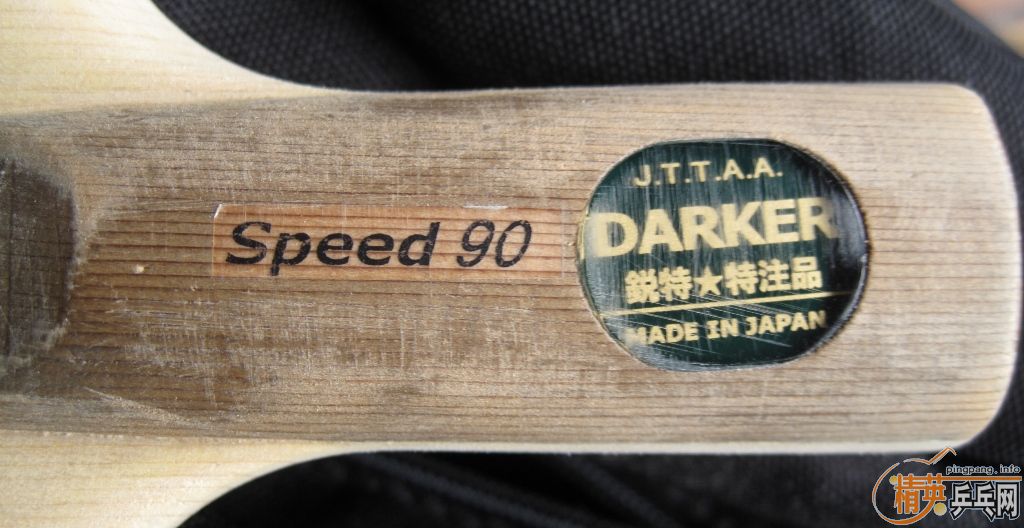 Speed 90
J.T.T.A.A.
DARKER
鋭特★特注品
MADE IN JAPAN
pingpang.info
精英乒乓网